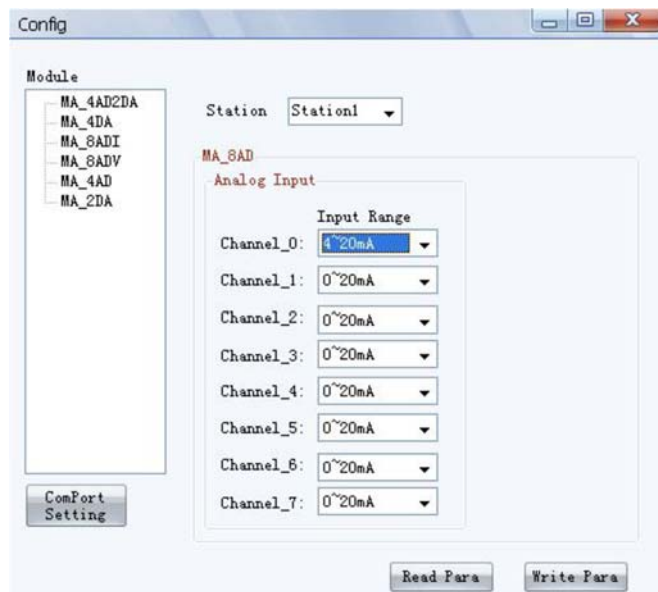 Config
Module
MA_4AD2DA
MA_4DA
MA_8ADI
MA_8ADV
MA_4AD
MA_2DA
Station Station1
MA_8AD
Analog Input
Input Range
Channel_0: 4~20mA
Channel_1: 0~20mA
Channel_2: 0~20mA
Channel_3: 0~20mA
Channel_4: 0~20mA
Channel_5: 0~20mA
Channel_6: 0~20mA
Channel_7: 0~20mA
ComPort
Setting
Read Para Write Para